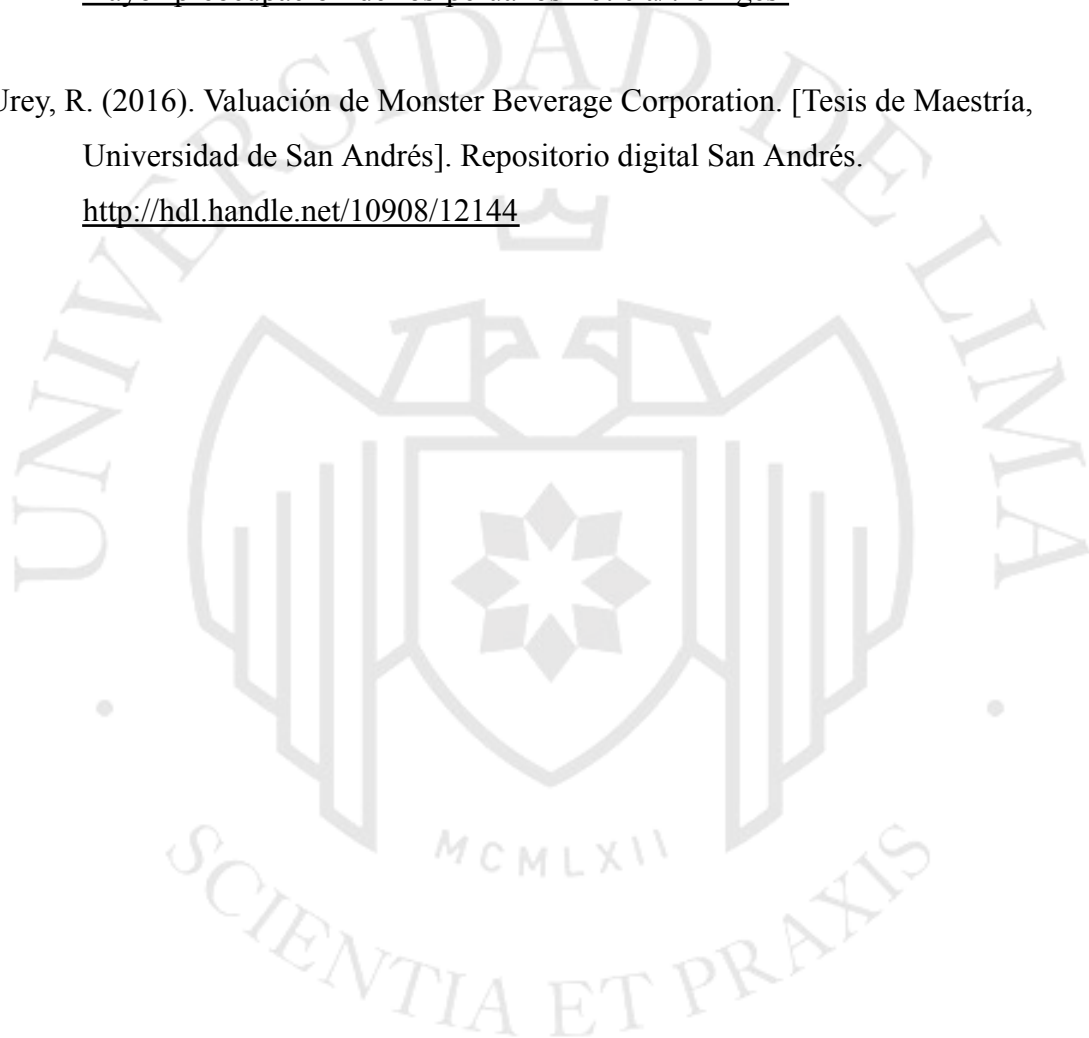 Urey, R. (2016). Valuación de Monster Beverage Corporation. [Tesis de Maestría,
Universidad de San Andrés]. Repositorio digital San Andrés.
http://hdl.handle.net/10908/12144
UNIVERSIDAD DE LIMA
MCMLXII
SCIENTIA ET PRAXIS